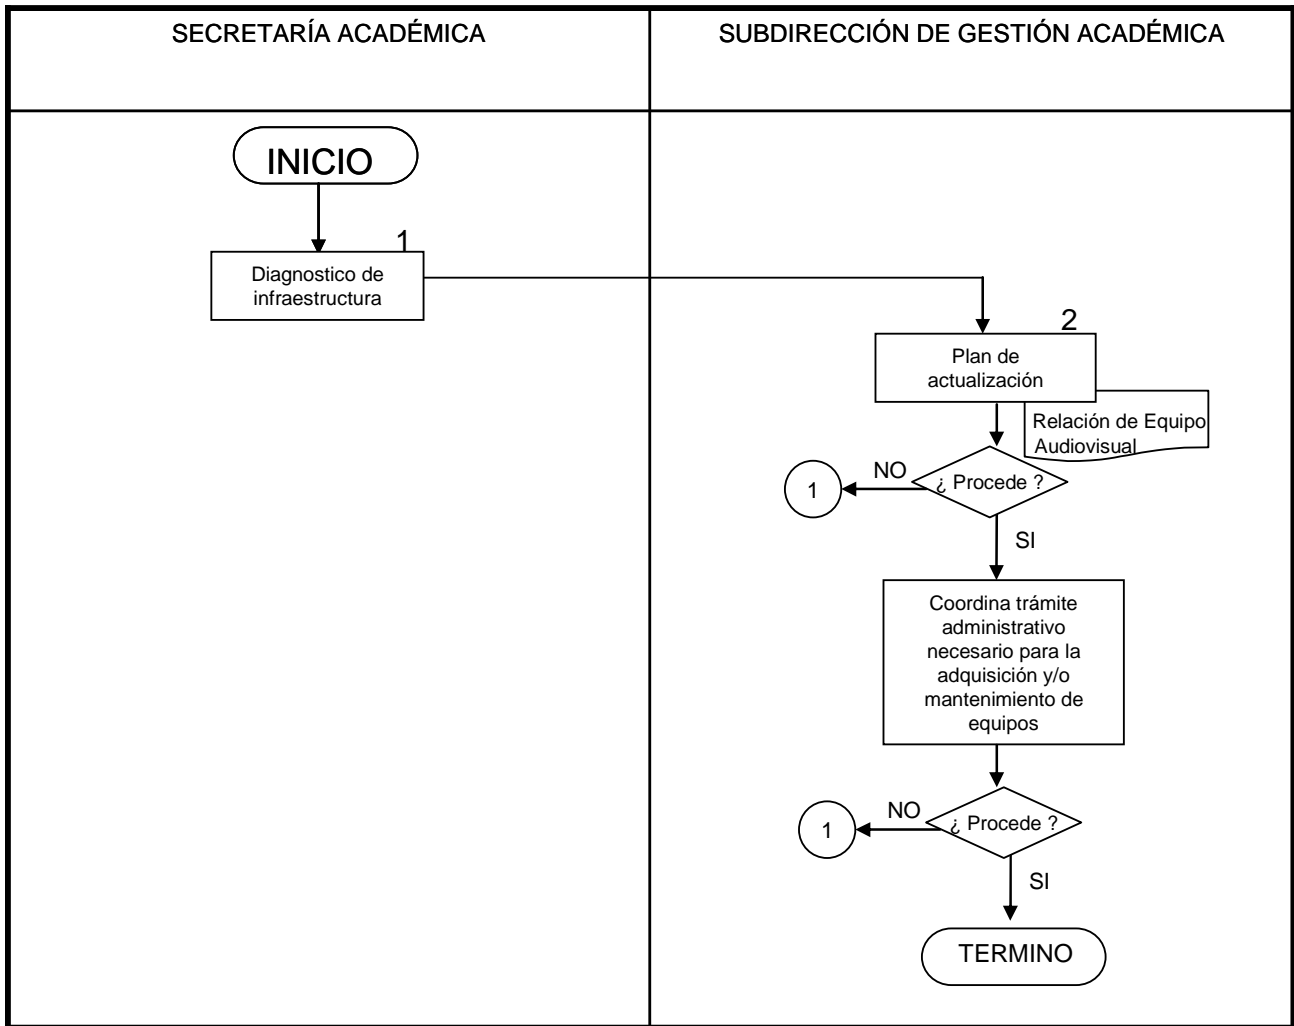 SECRETARÍA ACADÉMICA
SUBDIRECCIÓN DE GESTIÓN ACADÉMICA
INICIO
1
Diagnostico de
infraestructura
2
Plan de
actualización
Relación de Equipo
Audiovisual
NO
¿ Procede ?
1
SI
Coordina trámite
administrativo
necesario para la
adquisición y/o
mantenimiento de
equipos
NO
¿ Procede ?
1
SI
TERMINO